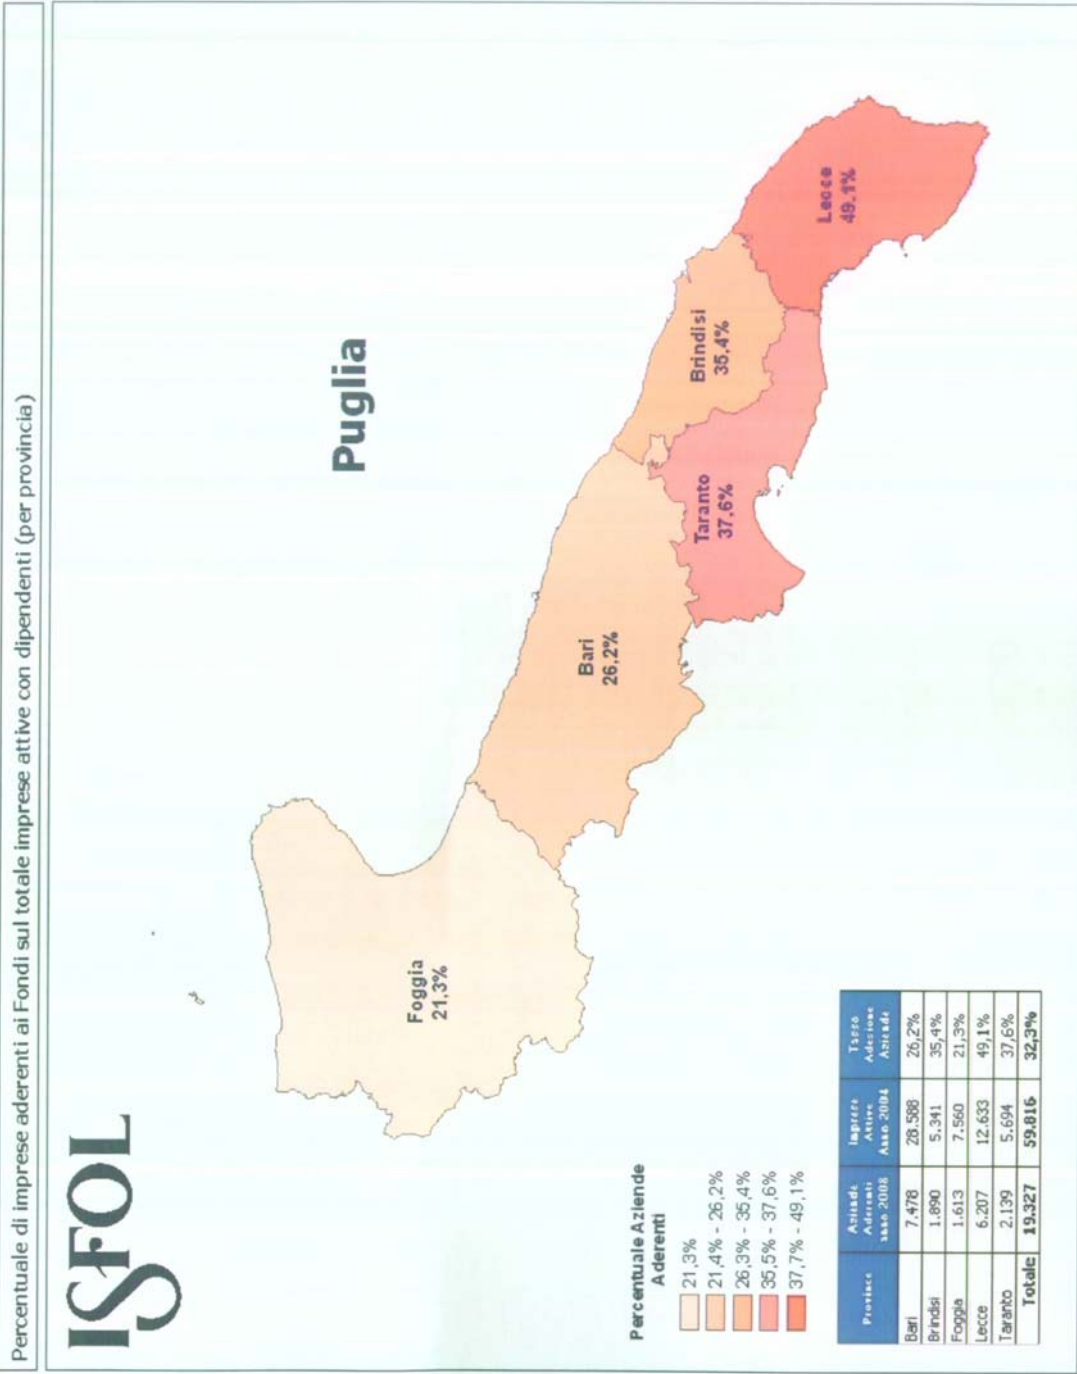 Percentuale di imprese aderenti ai Fondi sul totale imprese attive con dipendenti (per provincia)
ISFOL
Puglia
Foggia
21,3%
Bari
26,2%
Brindisi
35,4%
Taranto
37,6%
Lecce
49,1%
Percentuale Aziende
Aderenti
21,3%
21,4% - 26,2%
26,3% - 35,4%
35,5% - 37,6%
37,7% - 49,1%
Province Aziende Aderenti anno 2008 Imprese Attive Anno 2004 Tasso Adesione Aziende
Bari 7.478 28.588 26,2%
Brindisi 1.890 5.341 35,4%
Foggia 1.613 7.560 21,3%
Lecce 6.207 12.633 49,1%
Taranto 2.139 5.694 37,6%
Totale 19.327 59.816 32,3%